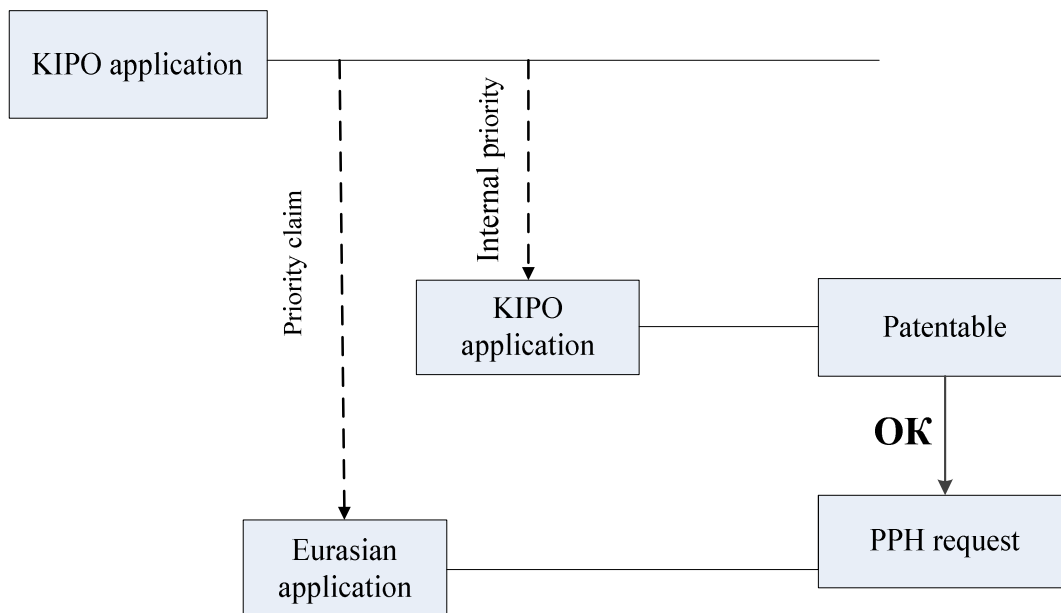 KIPO application
Priority claim
Internal priority
KIPO
application
Patentable
OK
Eurasian
application
PPH request